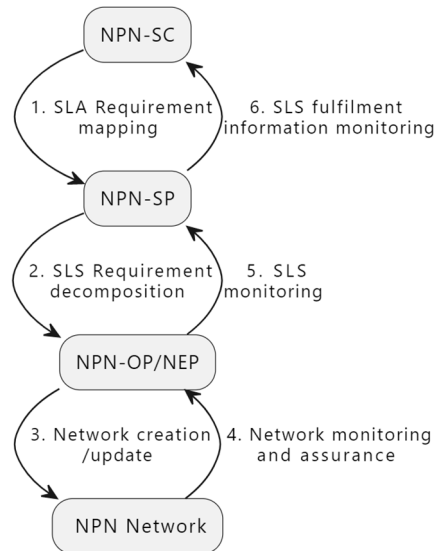 NPN-SC
1. SLA Requirement
mapping
6. SLS fulfilment
information monitoring
NPN-SP
2. SLS Requirement
decomposition
5. SLS
monitoring
NPN-OP/NEP
3. Network creation
/update
4. Network monitoring
and assurance
NPN Network